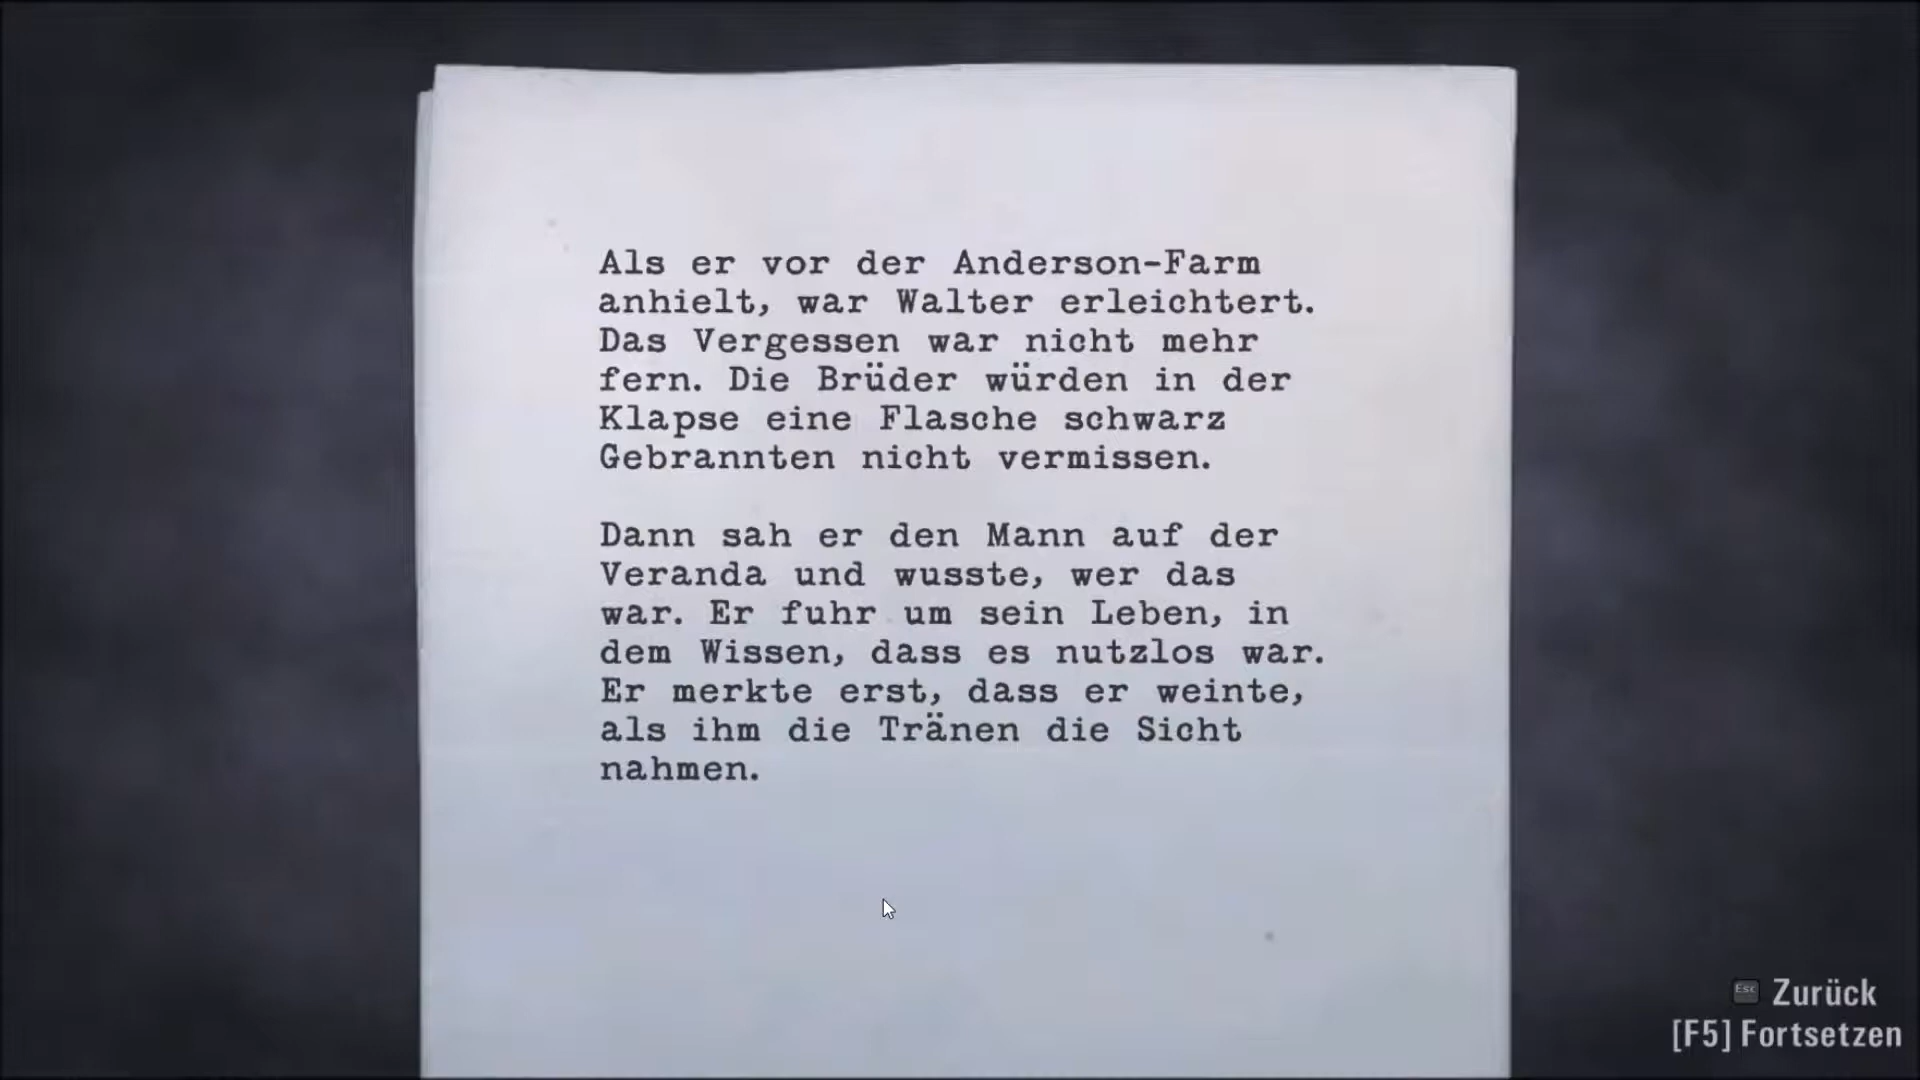 Als er vor der Anderson-Farm
anhielt, war Walter erleichtert.
Das Vergessen war nicht mehr
fern. Die Brüder würden in der
Klapse eine Flasche schwarz
Gebrannten nicht vermissen.
Dann sah er den Mann auf der
Veranda und wusste, wer das
war. Er fuhr um sein Leben, in
dem Wissen, dass es nutzlos war.
Er merkte erst, dass er weinte,
als ihm die Tränen die Sicht
nahmen.
Esc Zurück
[F5] Fortsetzen